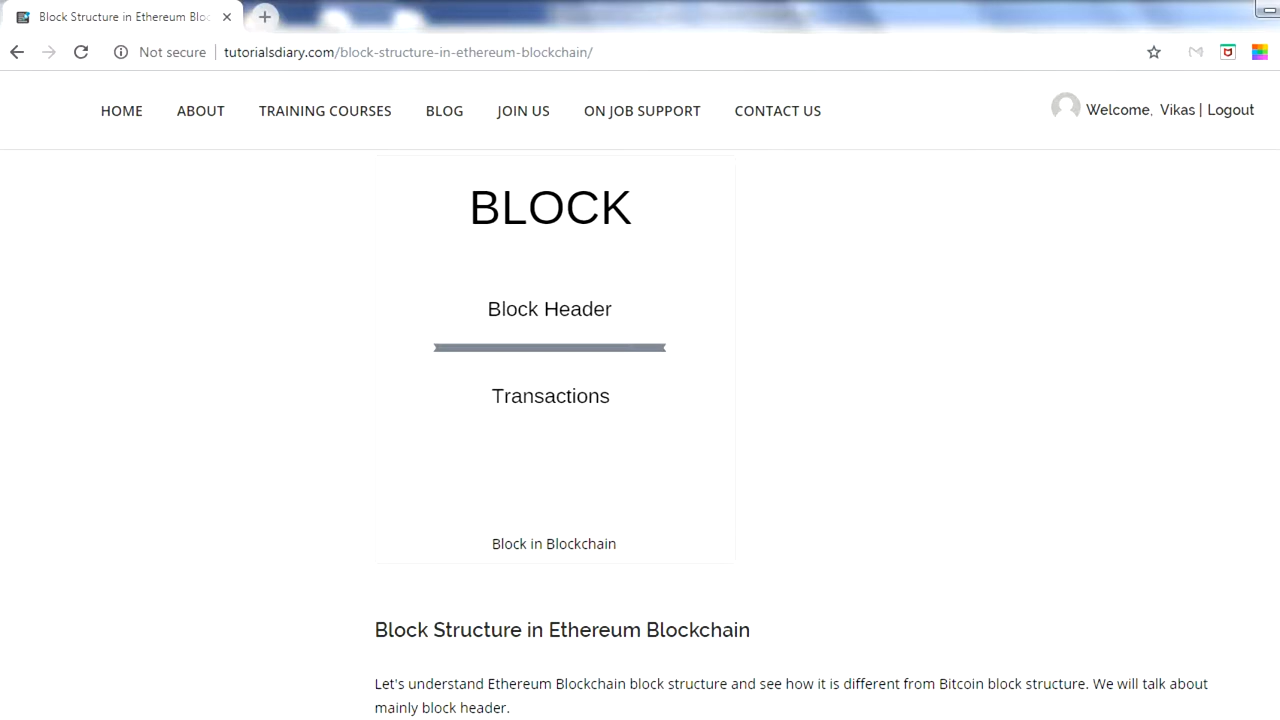 Block Structure in Ethereum Bloc
Not secure
tutorialsdiary.com/block-structure-in-ethereum-blockchain/
HOME ABOUT TRAINING COURSES BLOG JOIN US ON JOB SUPPORT CONTACT US
Welcome, Vikas | Logout
BLOCK
Block Header
Transactions
Block in Blockchain
Block Structure in Ethereum Blockchain
Let's understand Ethereum Blockchain block structure and see how it is different from Bitcoin block structure. We will talk about
mainly block header.